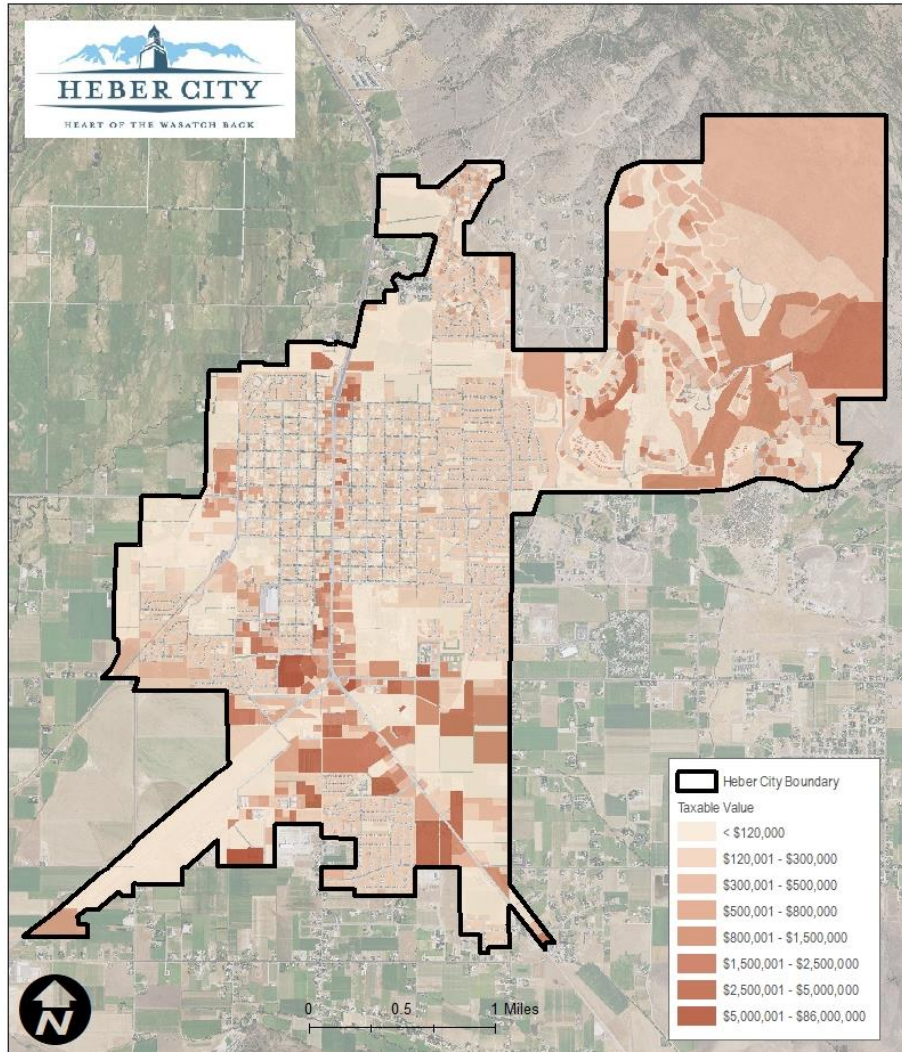 HEBER CITY
HEART OF THE WASATCH BACK
Heber City Boundary
Taxable Value
< $120,000
$120,001 - $300,000
$300,001 - $500,000
$500,001 - $800,000
$800,001 - $1,500,000
$1,500,001 - $2,500,000
$2,500,001 - $5,000,000
$5,000,001 - $86,000,000
N
0 0.5 1 Miles